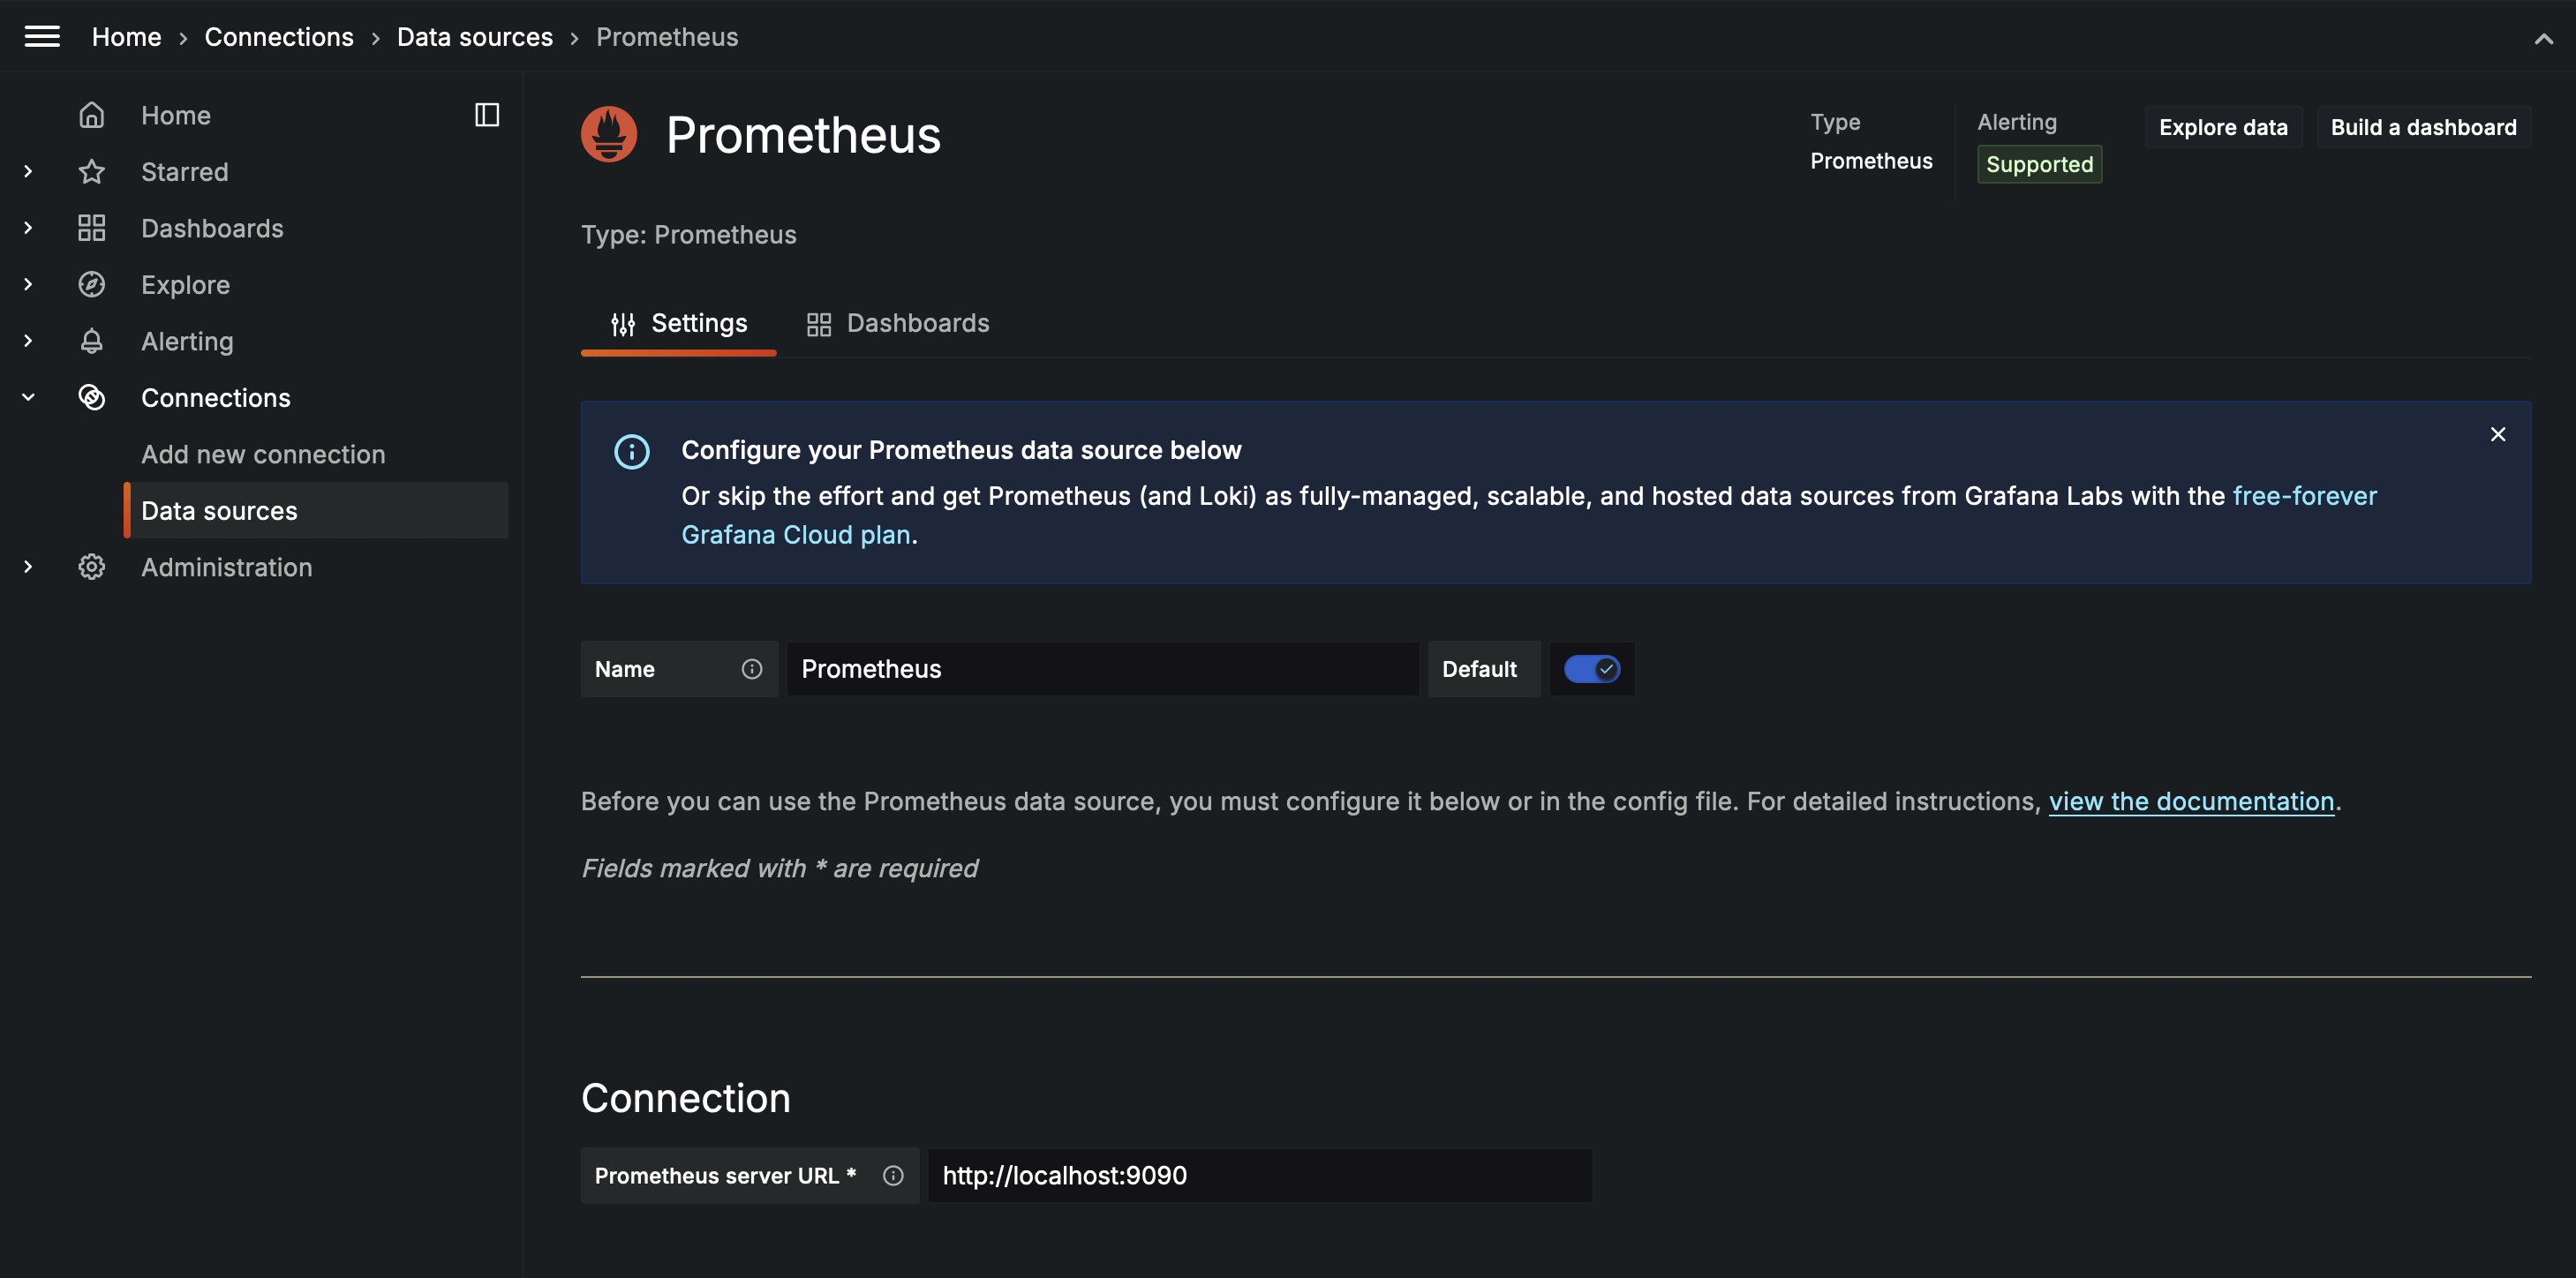 Home › Connections › Data sources › Prometheus
Home
Starred
Dashboards
Explore
Alerting
Connections
Add new connection
Data sources
Administration
Prometheus
Type
Prometheus
Alerting
Supported
Explore data
Build a dashboard
Type: Prometheus
Settings
Dashboards
Configure your Prometheus data source below
Or skip the effort and get Prometheus (and Loki) as fully-managed, scalable, and hosted data sources from Grafana Labs with the free-forever
Grafana Cloud plan.
Name
Prometheus
Default
Before you can use the Prometheus data source, you must configure it below or in the config file. For detailed instructions, view the documentation.
Fields marked with * are required
Connection
Prometheus server URL *
http://localhost:9090